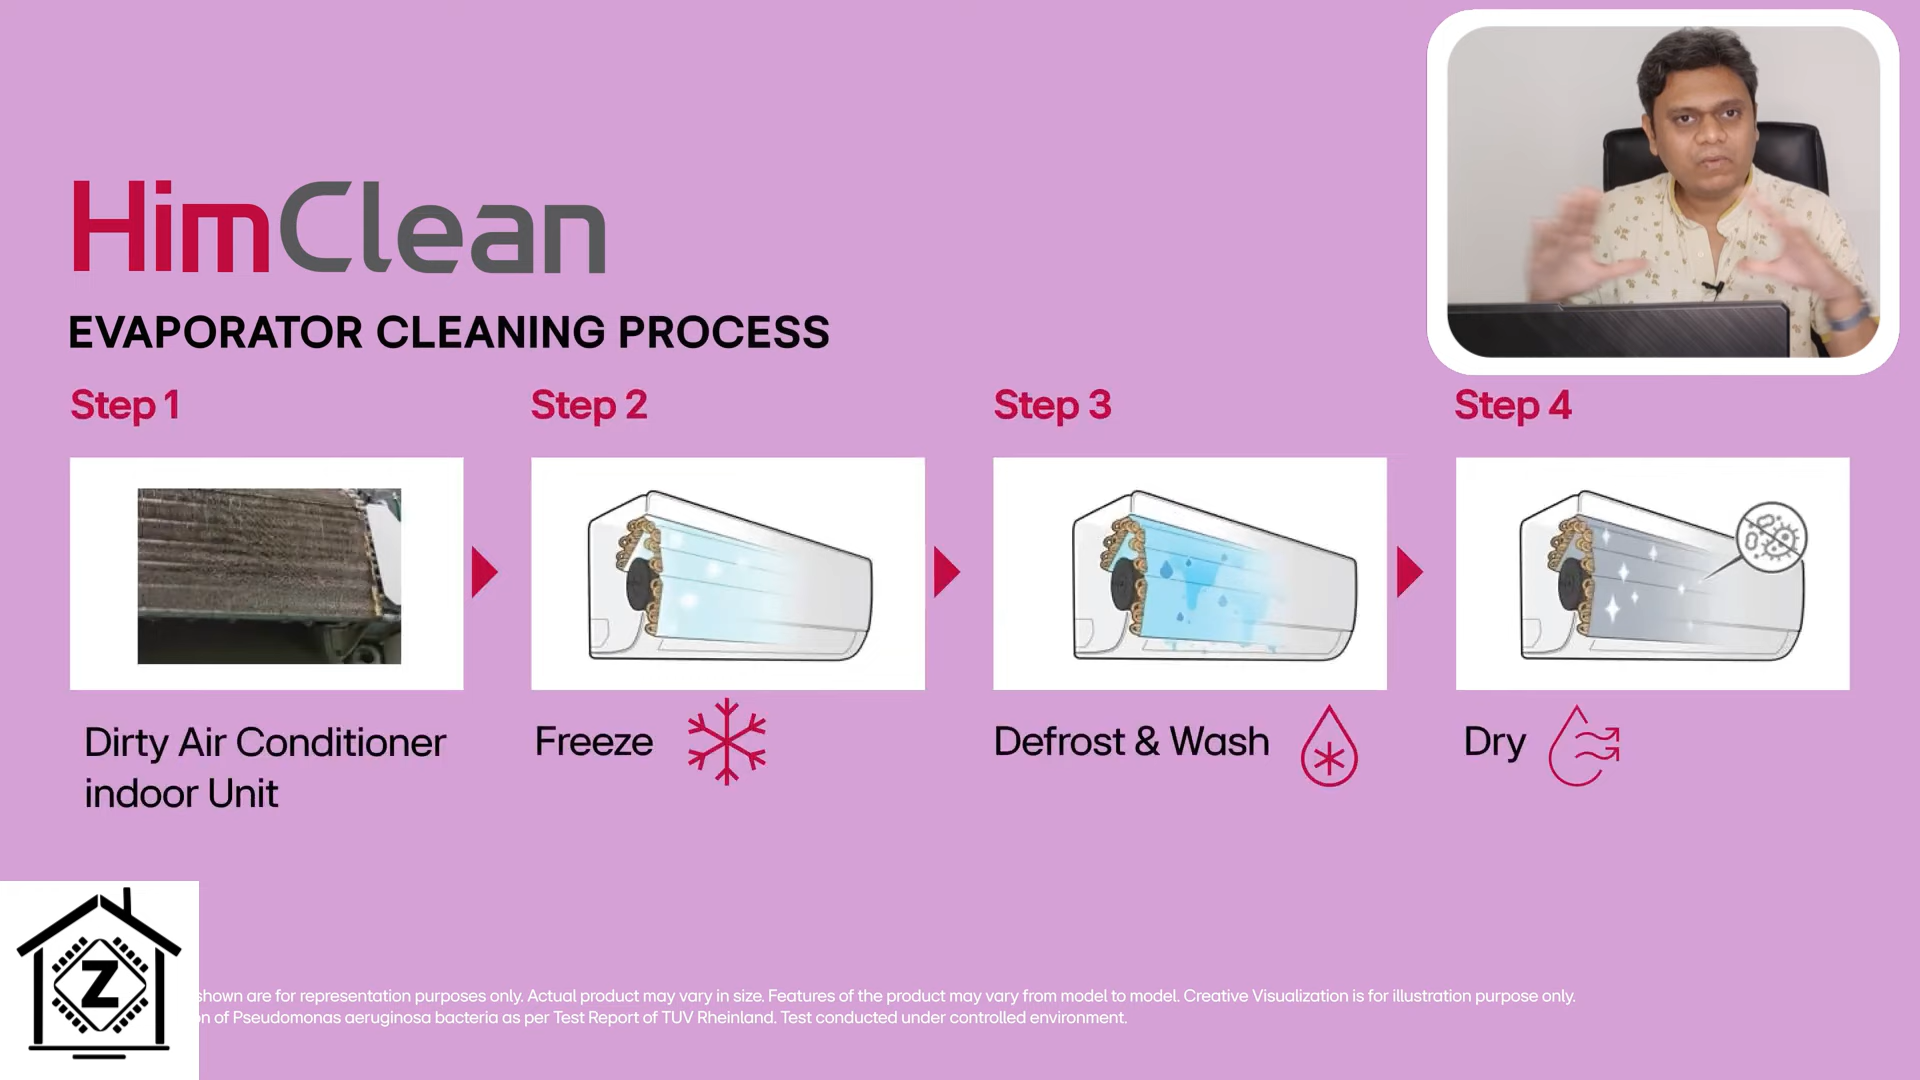 HimClean
EVAPORATOR CLEANING PROCESS
Step 1
Step 2
Step 3
Step 4
Dirty Air Conditioner
indoor Unit
Freeze
Defrost & Wash
Dry
Z
shown are for representation purposes only. Actual product may vary in size. Features of the product may vary from model to model. Creative Visualization is for illustration purpose only.
of Pseudomonas aeruginosa bacteria as per Test Report of TUV Rheinland. Test conducted under controlled environment.